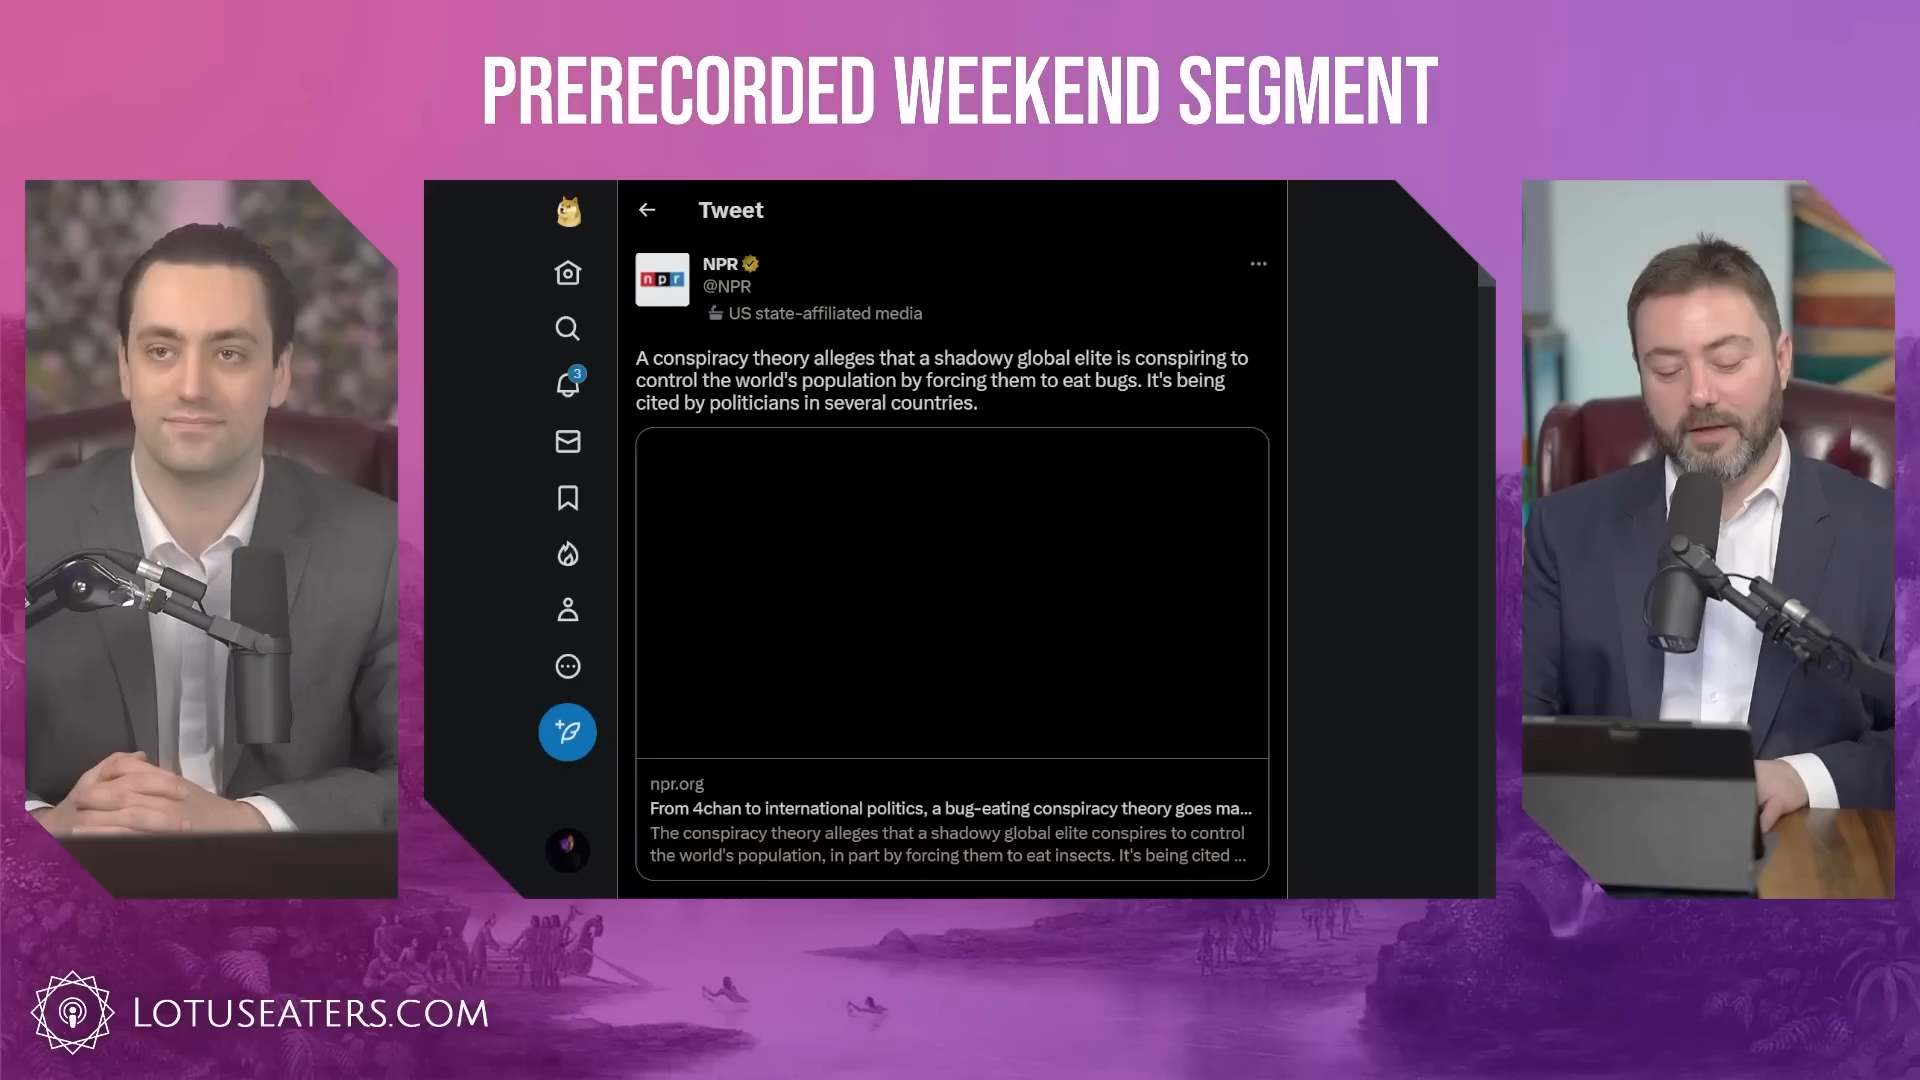 PRERECORDED WEEKEND SEGMENT
Tweet
npr
NPR
@NPR
US state-affiliated media
A conspiracy theory alleges that a shadowy global elite is conspiring to
control the world's population by forcing them to eat bugs. It's being
cited by politicians in several countries.
3
npr.org
From 4chan to international politics, a bug-eating conspiracy theory goes ma...
The conspiracy theory alleges that a shadowy global elite conspires to control
the world's population, in part by forcing them to eat insects. It's being cited ...
LOTUSEATERS.COM